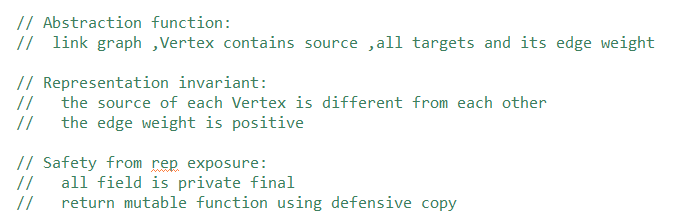 // Abstraction function:
//  link graph ,Vertex contains source ,all targets and its edge weight
// Representation invariant:
//   the source of each Vertex is different from each other
//   the edge weight is positive
// Safety from rep exposure:
//   all field is private final
//   return mutable function using defensive copy